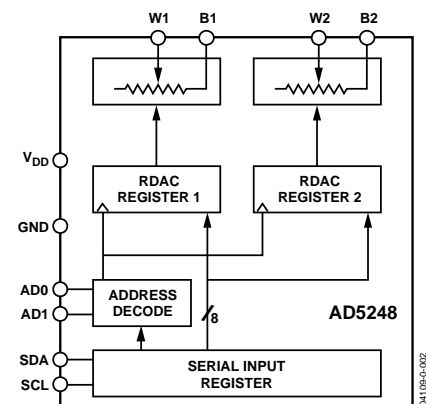 W1 B1 W2 B2
V_DD
RDAC
REGISTER 1
RDAC
REGISTER 2
GND
AD0
AD1
ADDRESS
DECODE
8
AD5248
SDA
SCL
SERIAL INPUT
REGISTER
04109-0-002